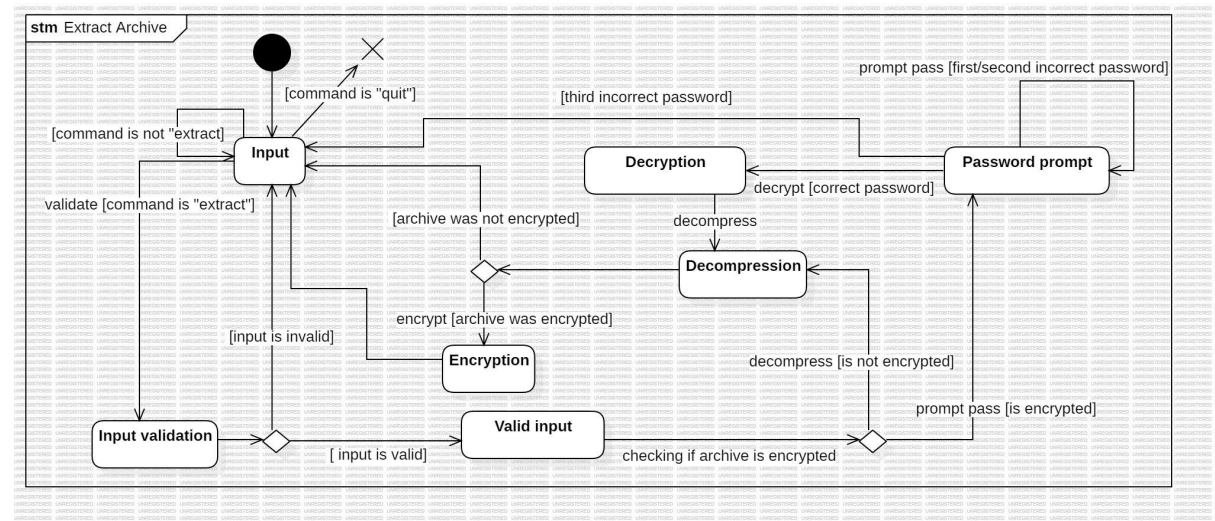 stm Extract Archive
prompt pass [first/second incorrect password]
[command is "quit"]
[third incorrect password]
[command is not "extract]
Input
Decryption
Password prompt
decrypt [correct password]
validate [command is "extract"]
[archive was not encrypted]
decompress
Decompression
encrypt [archive was encrypted]
[input is invalid]
Encryption
decompress [is not encrypted]
prompt pass [is encrypted]
Input validation
Valid input
[ input is valid]
checking if archive is encrypted
UNREGISTERED